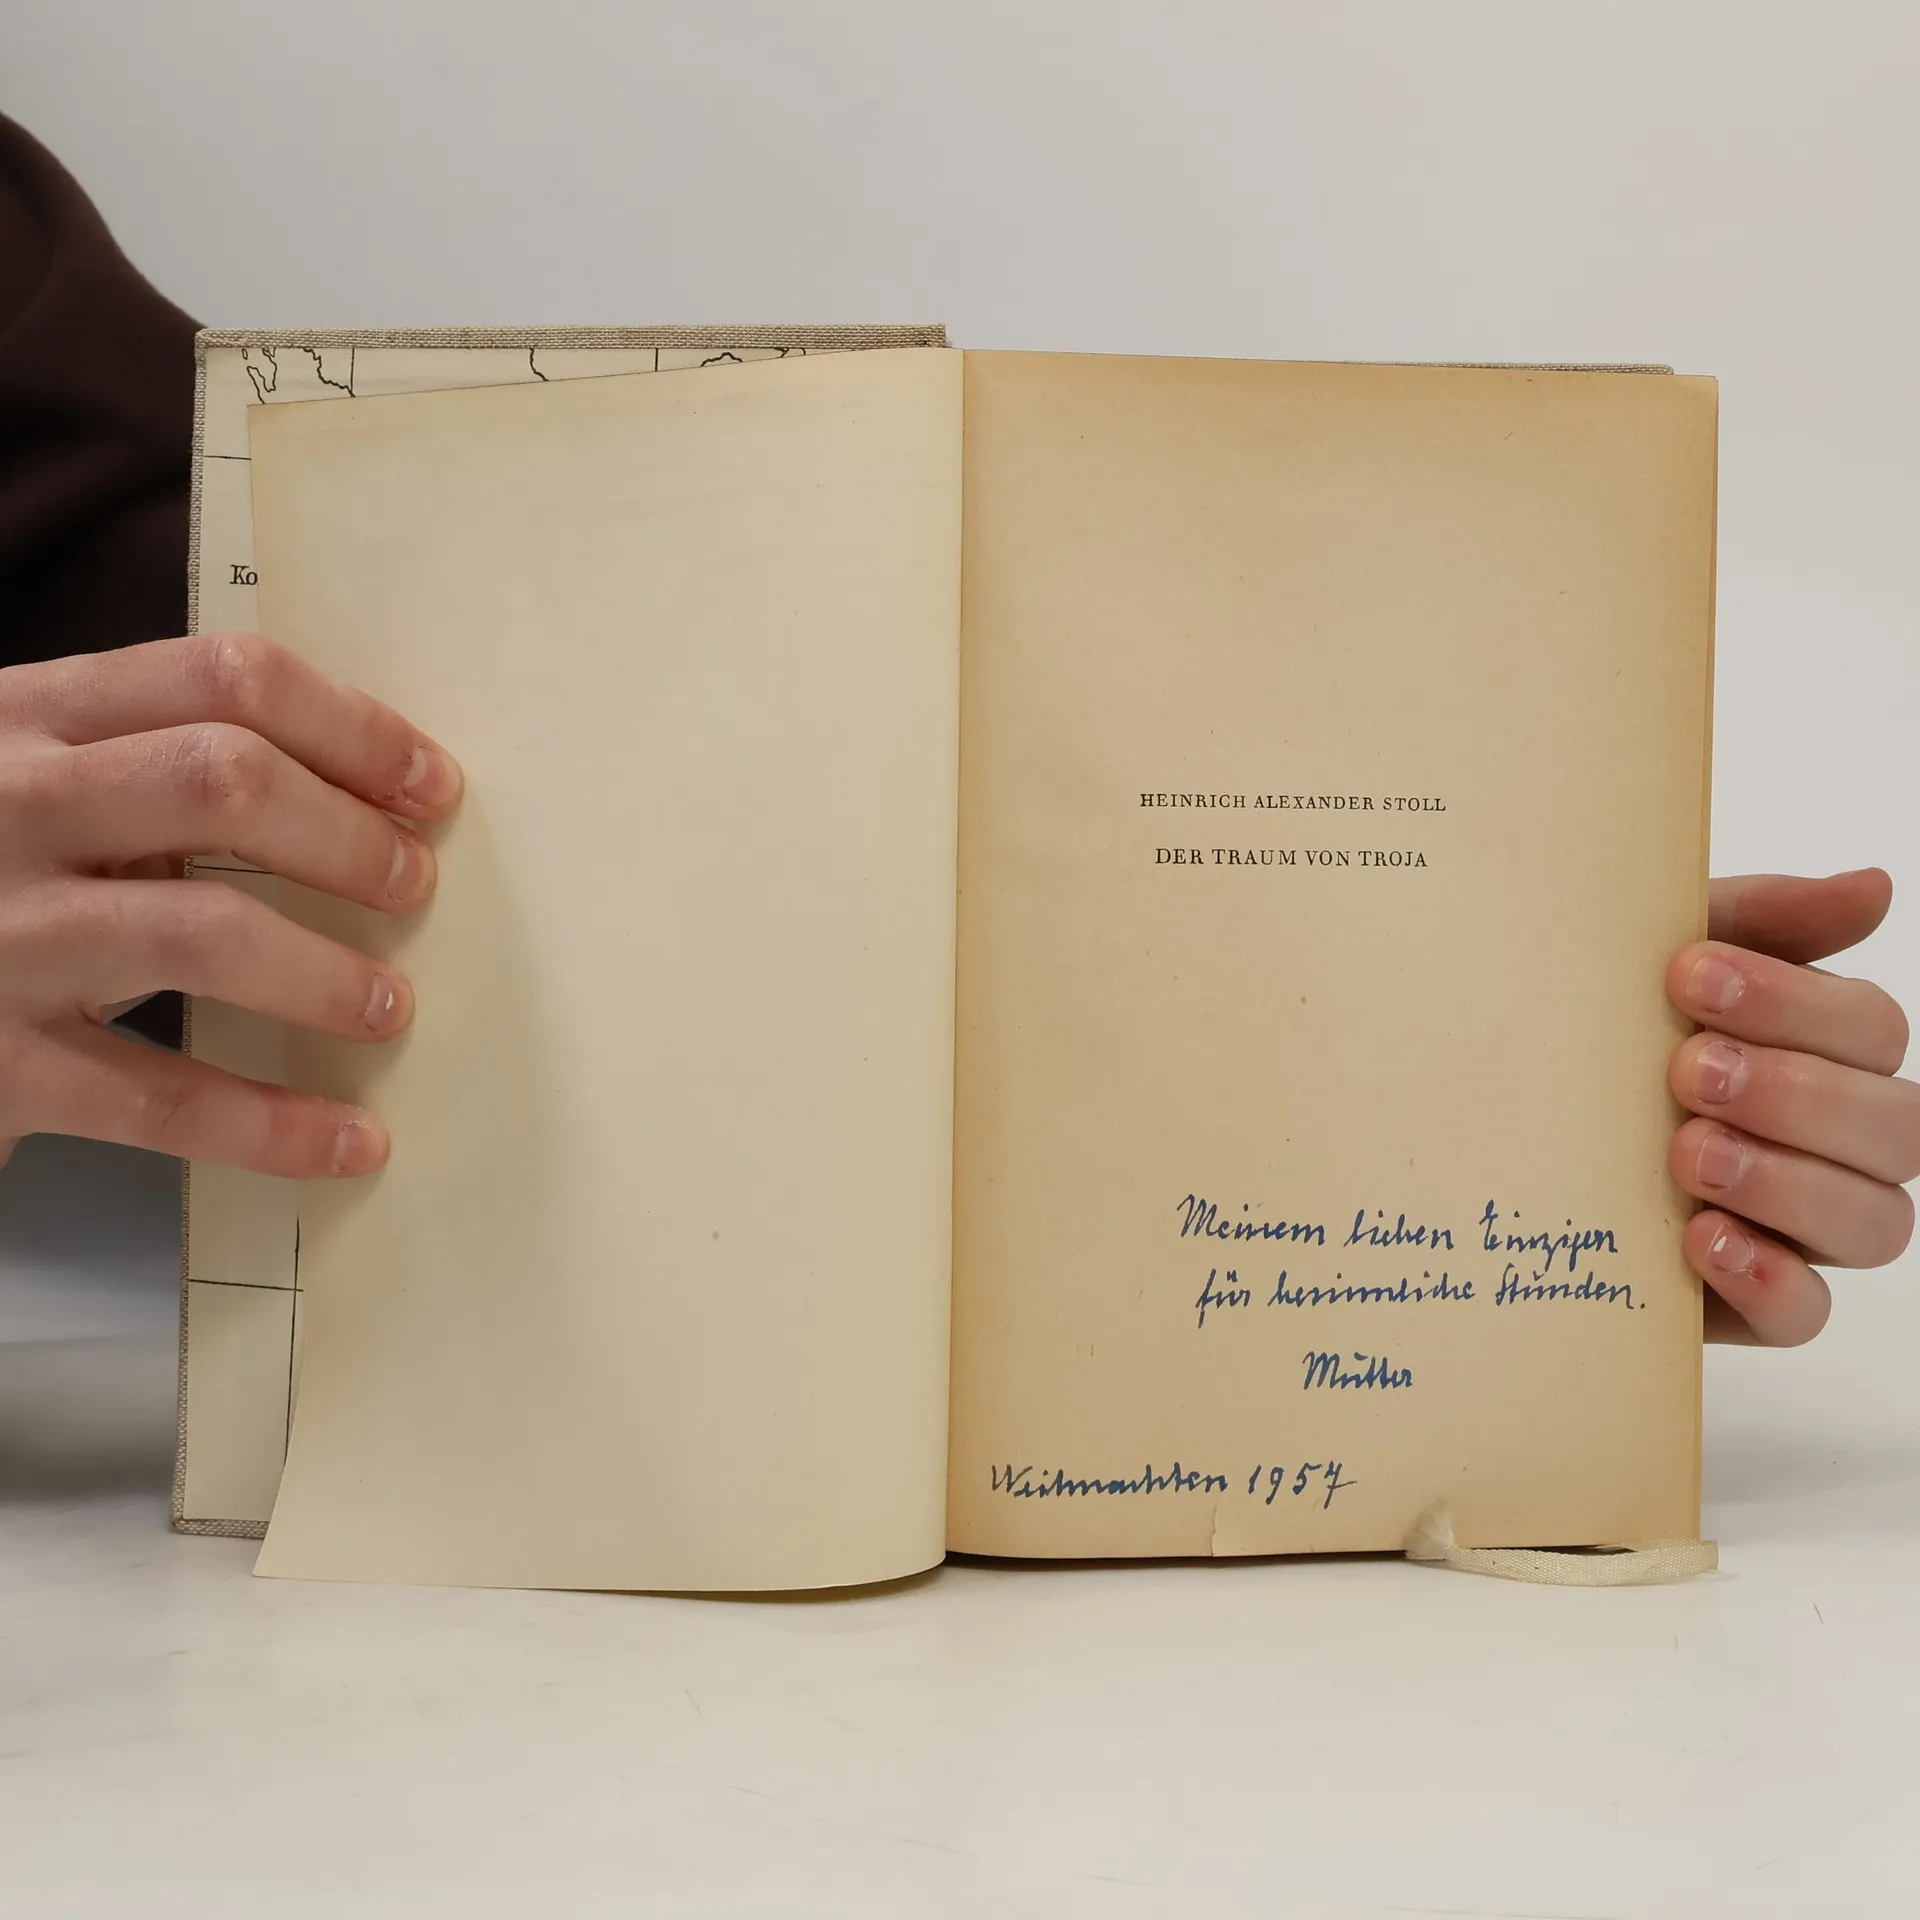 Ko
HEINRICH ALEXANDER STOLL
DER TRAUM VON TROJA
Meinem lieben Einzigen
für besinnliche Stunden.
Mutter
Weihnachten 1957